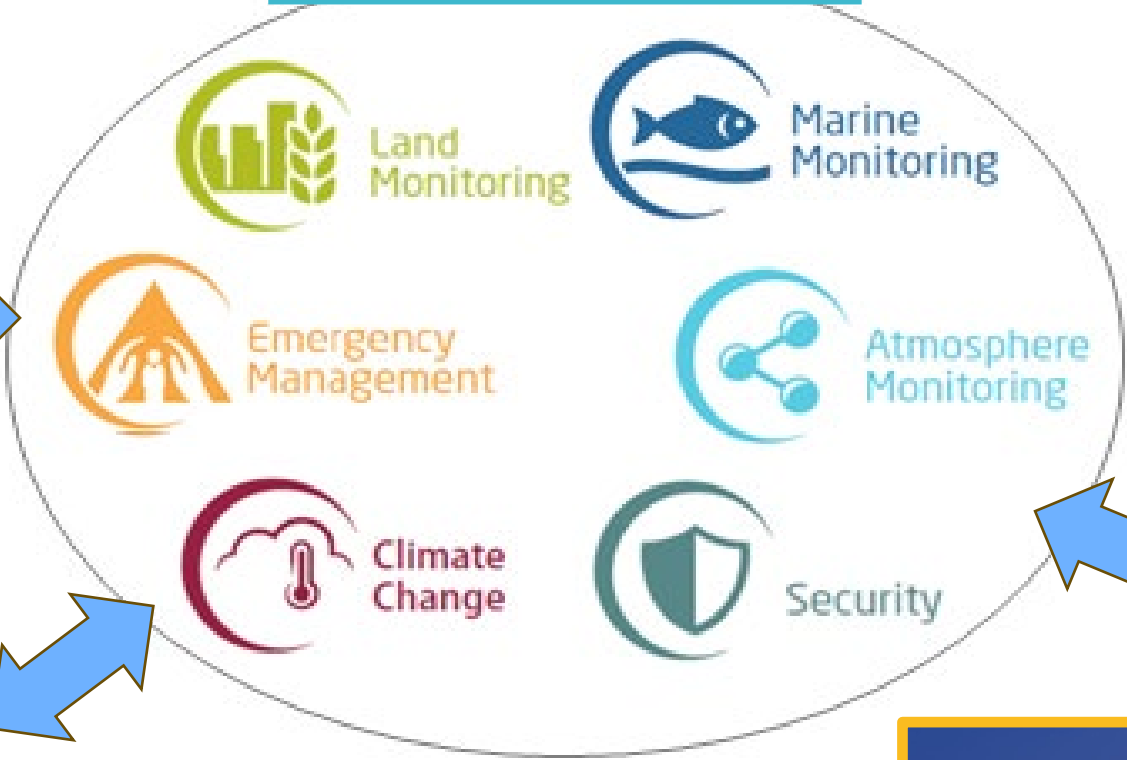 Land
Monitoring
Marine
Monitoring
Emergency
Management
Atmosphere
Monitoring
Climate
Change
Security